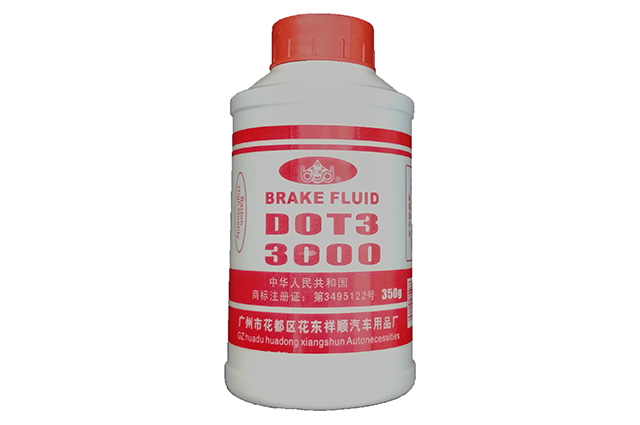 ®
BRAKE FLUID
DOT3
3000
中华人民共和国
商标注册证：第3495122号 350g
广州市花都区花东祥顺汽车用品厂
GZ huadu huadong xiangshun Autonecessities